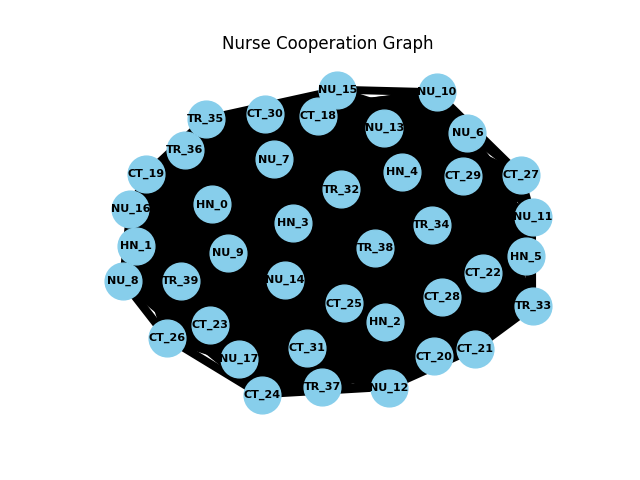 Nurse Cooperation Graph
NU_15
NU_10
CT_30
CT_18
TR_35
NU_13
NU_6
TR_36
NU_7
HN_4
CT_29
CT_27
CT_19
TR_32
HN_0
NU_16
NU_11
HN_3
TR_34
HN_1
TR_38
NU_9
HN_5
CT_22
NU_8
TR_39
NU_14
CT_28
CT_25
TR_33
HN_2
CT_23
CT_26
CT_31
CT_21
CT_20
NU_17
TR_37
NU_12
CT_24